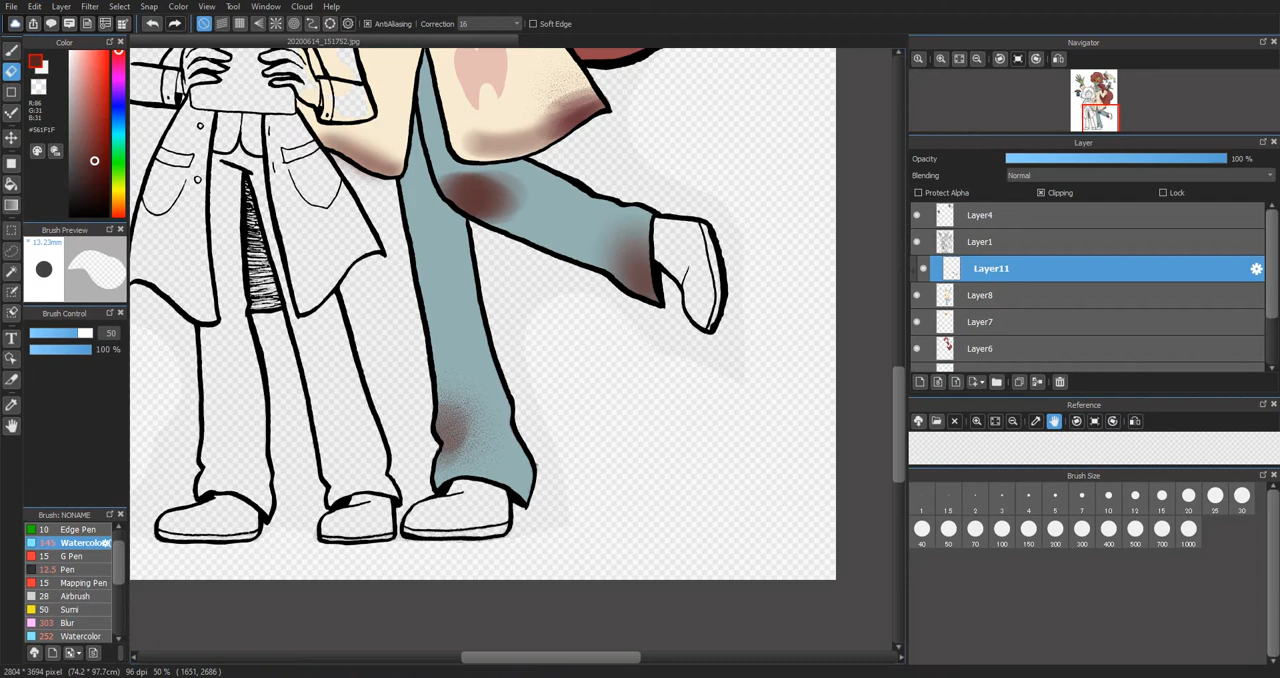 File Edit Layer Filter Select Snap Color View Tool Window Cloud Help
AntiAliasing Correction 16 Soft Edge
Color
20200614_151752.jpg
Navigator
R:86
G:31
B:31
#561F1F
Layer
Opacity 100 %
Blending Normal
Protect Alpha Clipping Lock
Layer4
Layer1
Layer11
Layer8
Layer7
Layer6
Brush Preview
* 13.23mm
Brush Control
50
100 %
Reference
Brush Size
1 1.5 2 3 4 5 7 10 12 15 20 25 30
40 50 70 100 150 200 300 400 500 700 1000
Brush: NONAME
10 Edge Pen
145 Watercolo
15 G Pen
12.5 Pen
15 Mapping Pen
28 Airbrush
50 Sumi
303 Blur
252 Watercolor
2804 * 3694 pixel (74.2 * 97.7cm) 96 dpi 50 % ( 1651, 2686 )